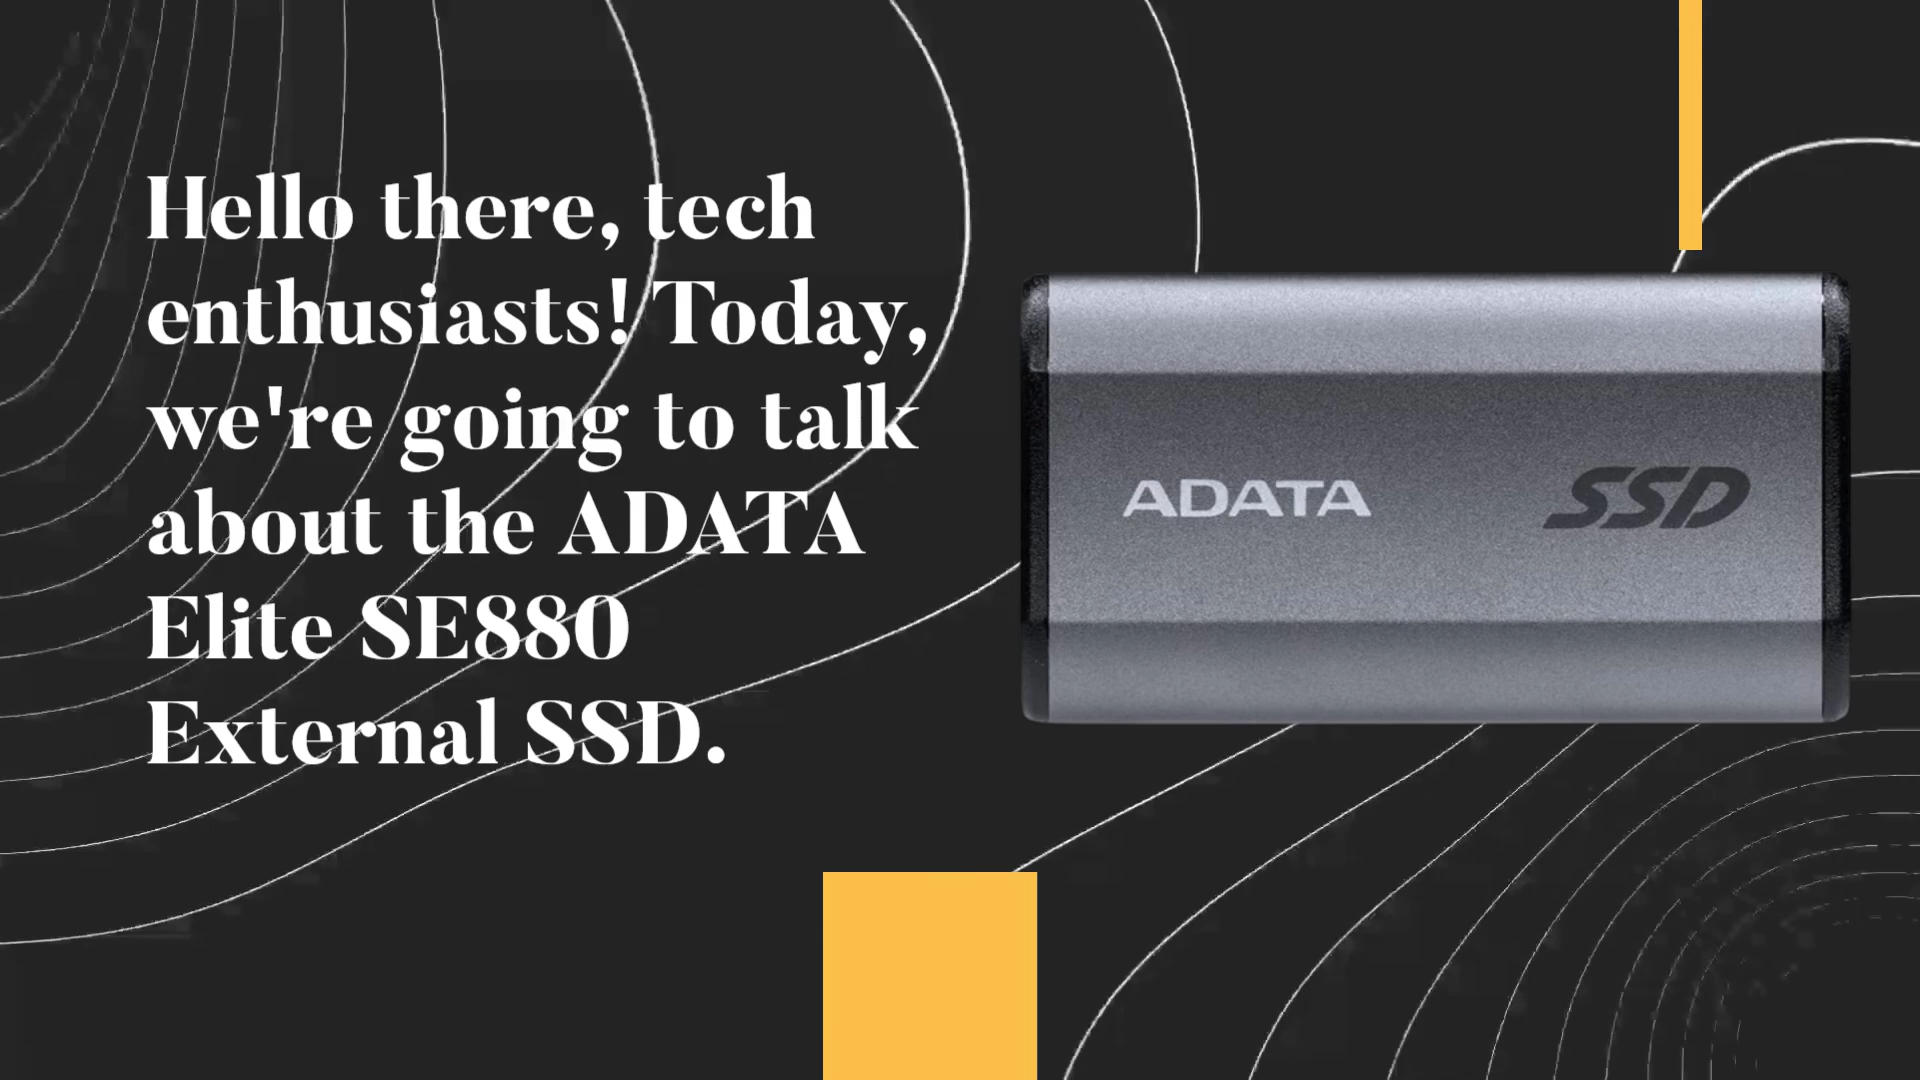 Hello there, tech
enthusiasts! Today,
we're going to talk
about the ADATA
Elite SE880
External SSD.
ADATA
SSD